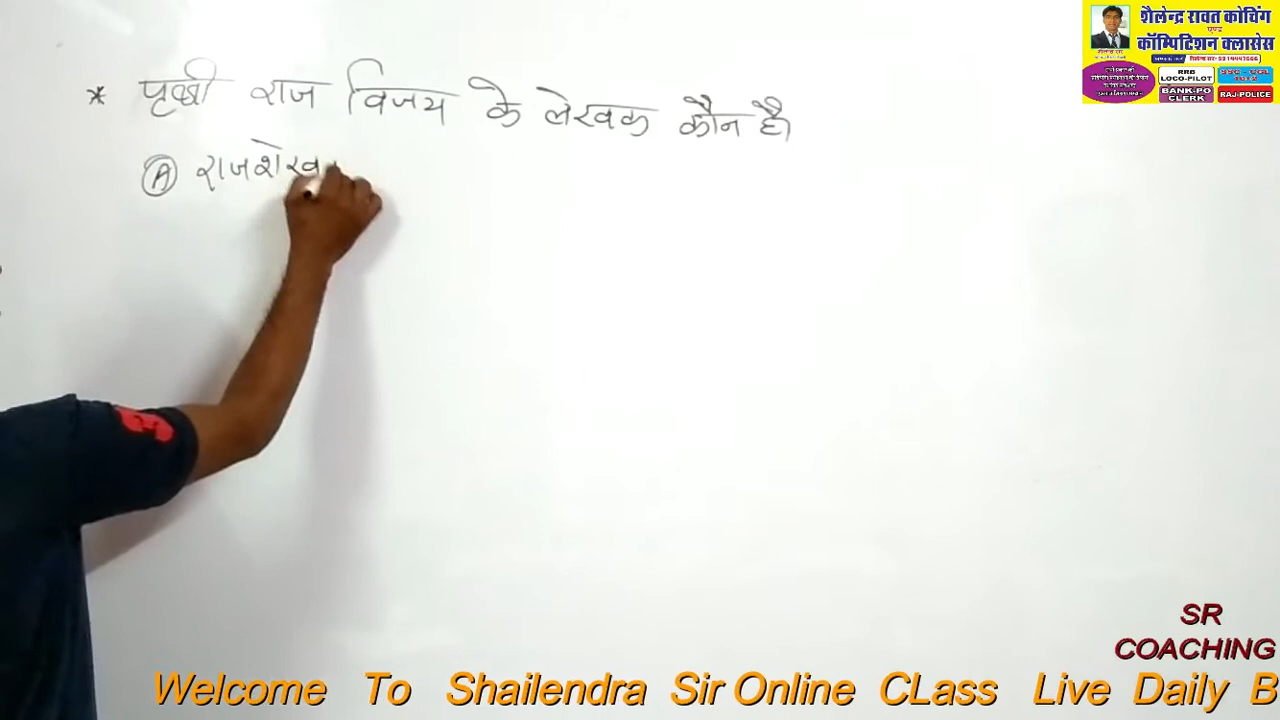 * पृथ्वी राज विजय के लेखक कौन है।
Ⓐ राजशेख
शैलेन्द्र रावत कोचिंग
एण्ड
कॉम्पिटिशन क्लासेस
RRB
LOCO-PILOT
BANK-PO
CLERK
RAJ-POLICE
SR
COACHING
Welcome To Shailendra Sir Online CLass Live Daily B